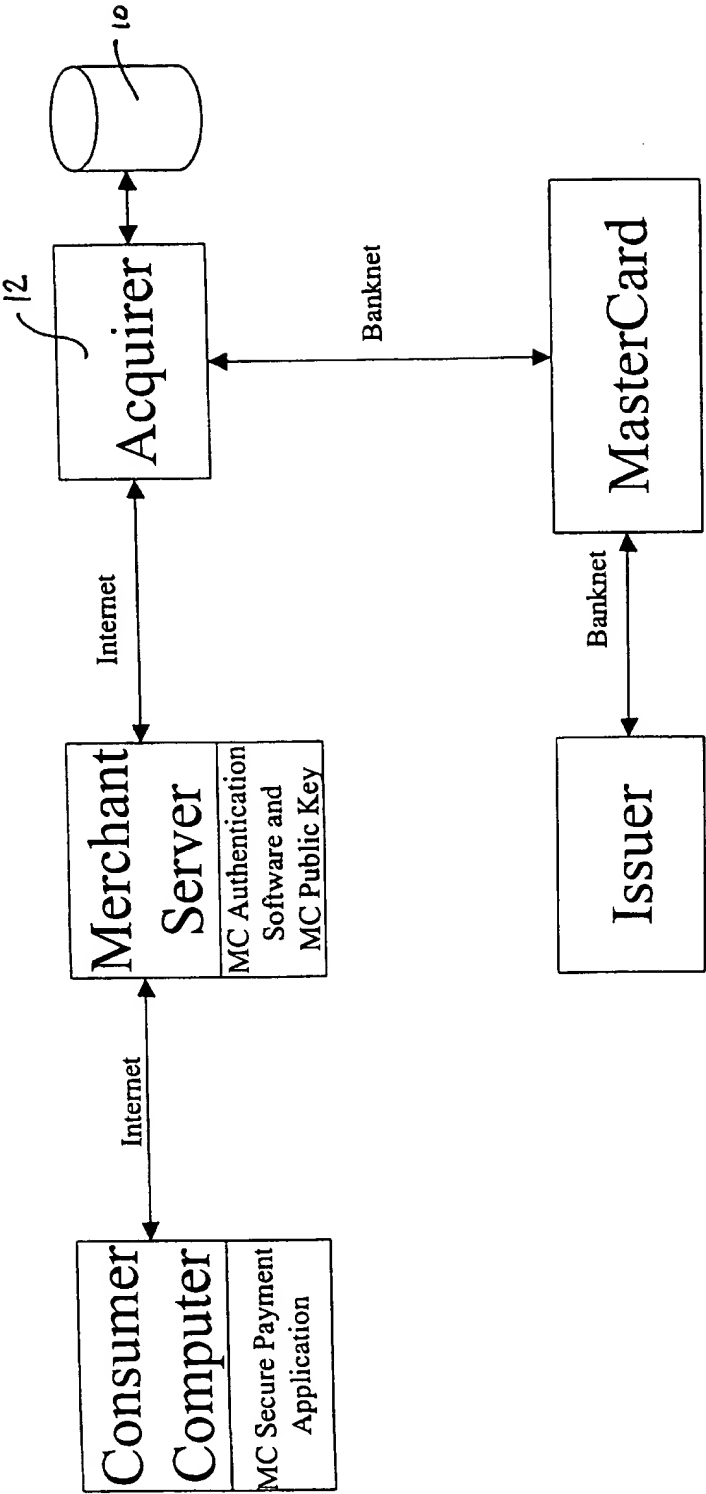 Consumer
Computer
MC Secure Payment
Application
Internet
Merchant
Server
MC Authentication
Software and
MC Public Key
Internet
12
Acquirer
10
Banknet
Issuer
Banknet
MasterCard